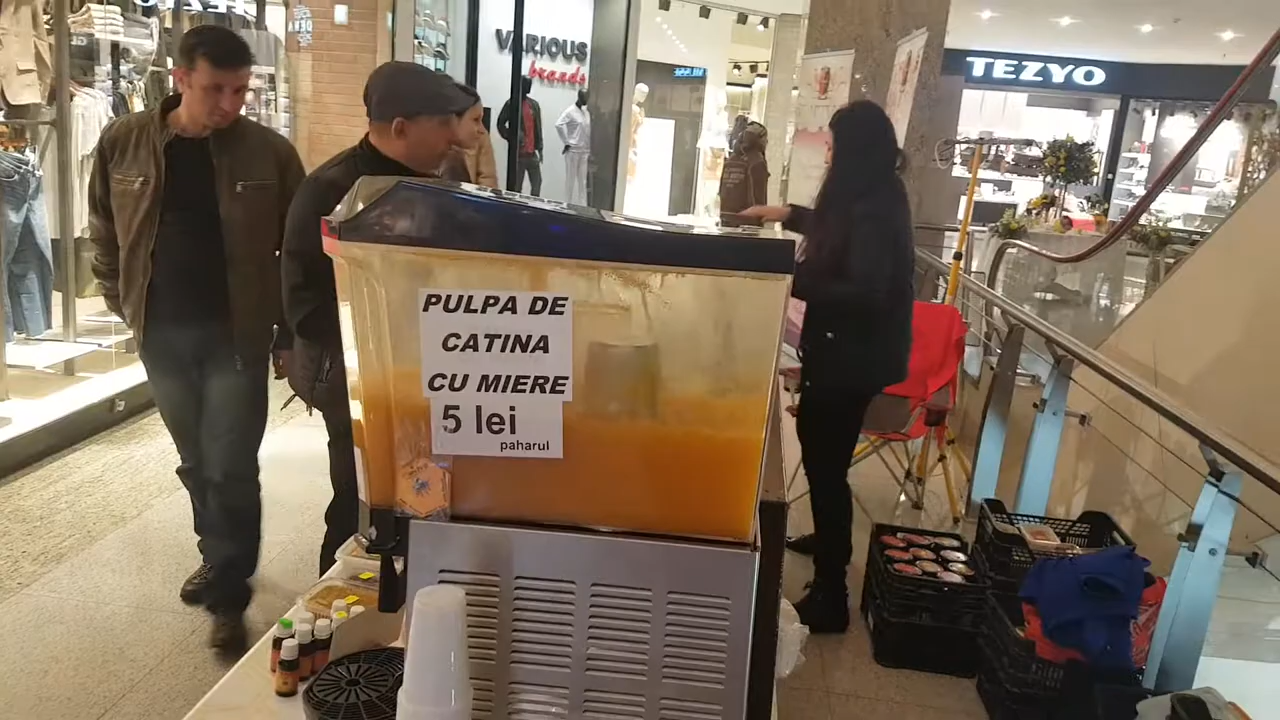 VARIOUS
brands
TEZYO
PULPA DE
CATINA
CU MIERE
5 lei
paharul